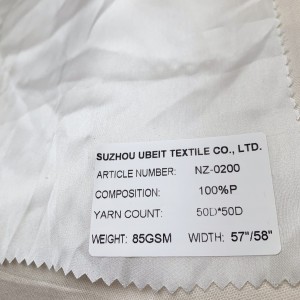 SUZHOU UBEIT TEXTILE CO., LTD.
ARTICLE NUMBER: NZ-0200
COMPOSITION: 100%P
YARN COUNT: 50D*50D
WEIGHT: 85GSM WIDTH: 57"/58"